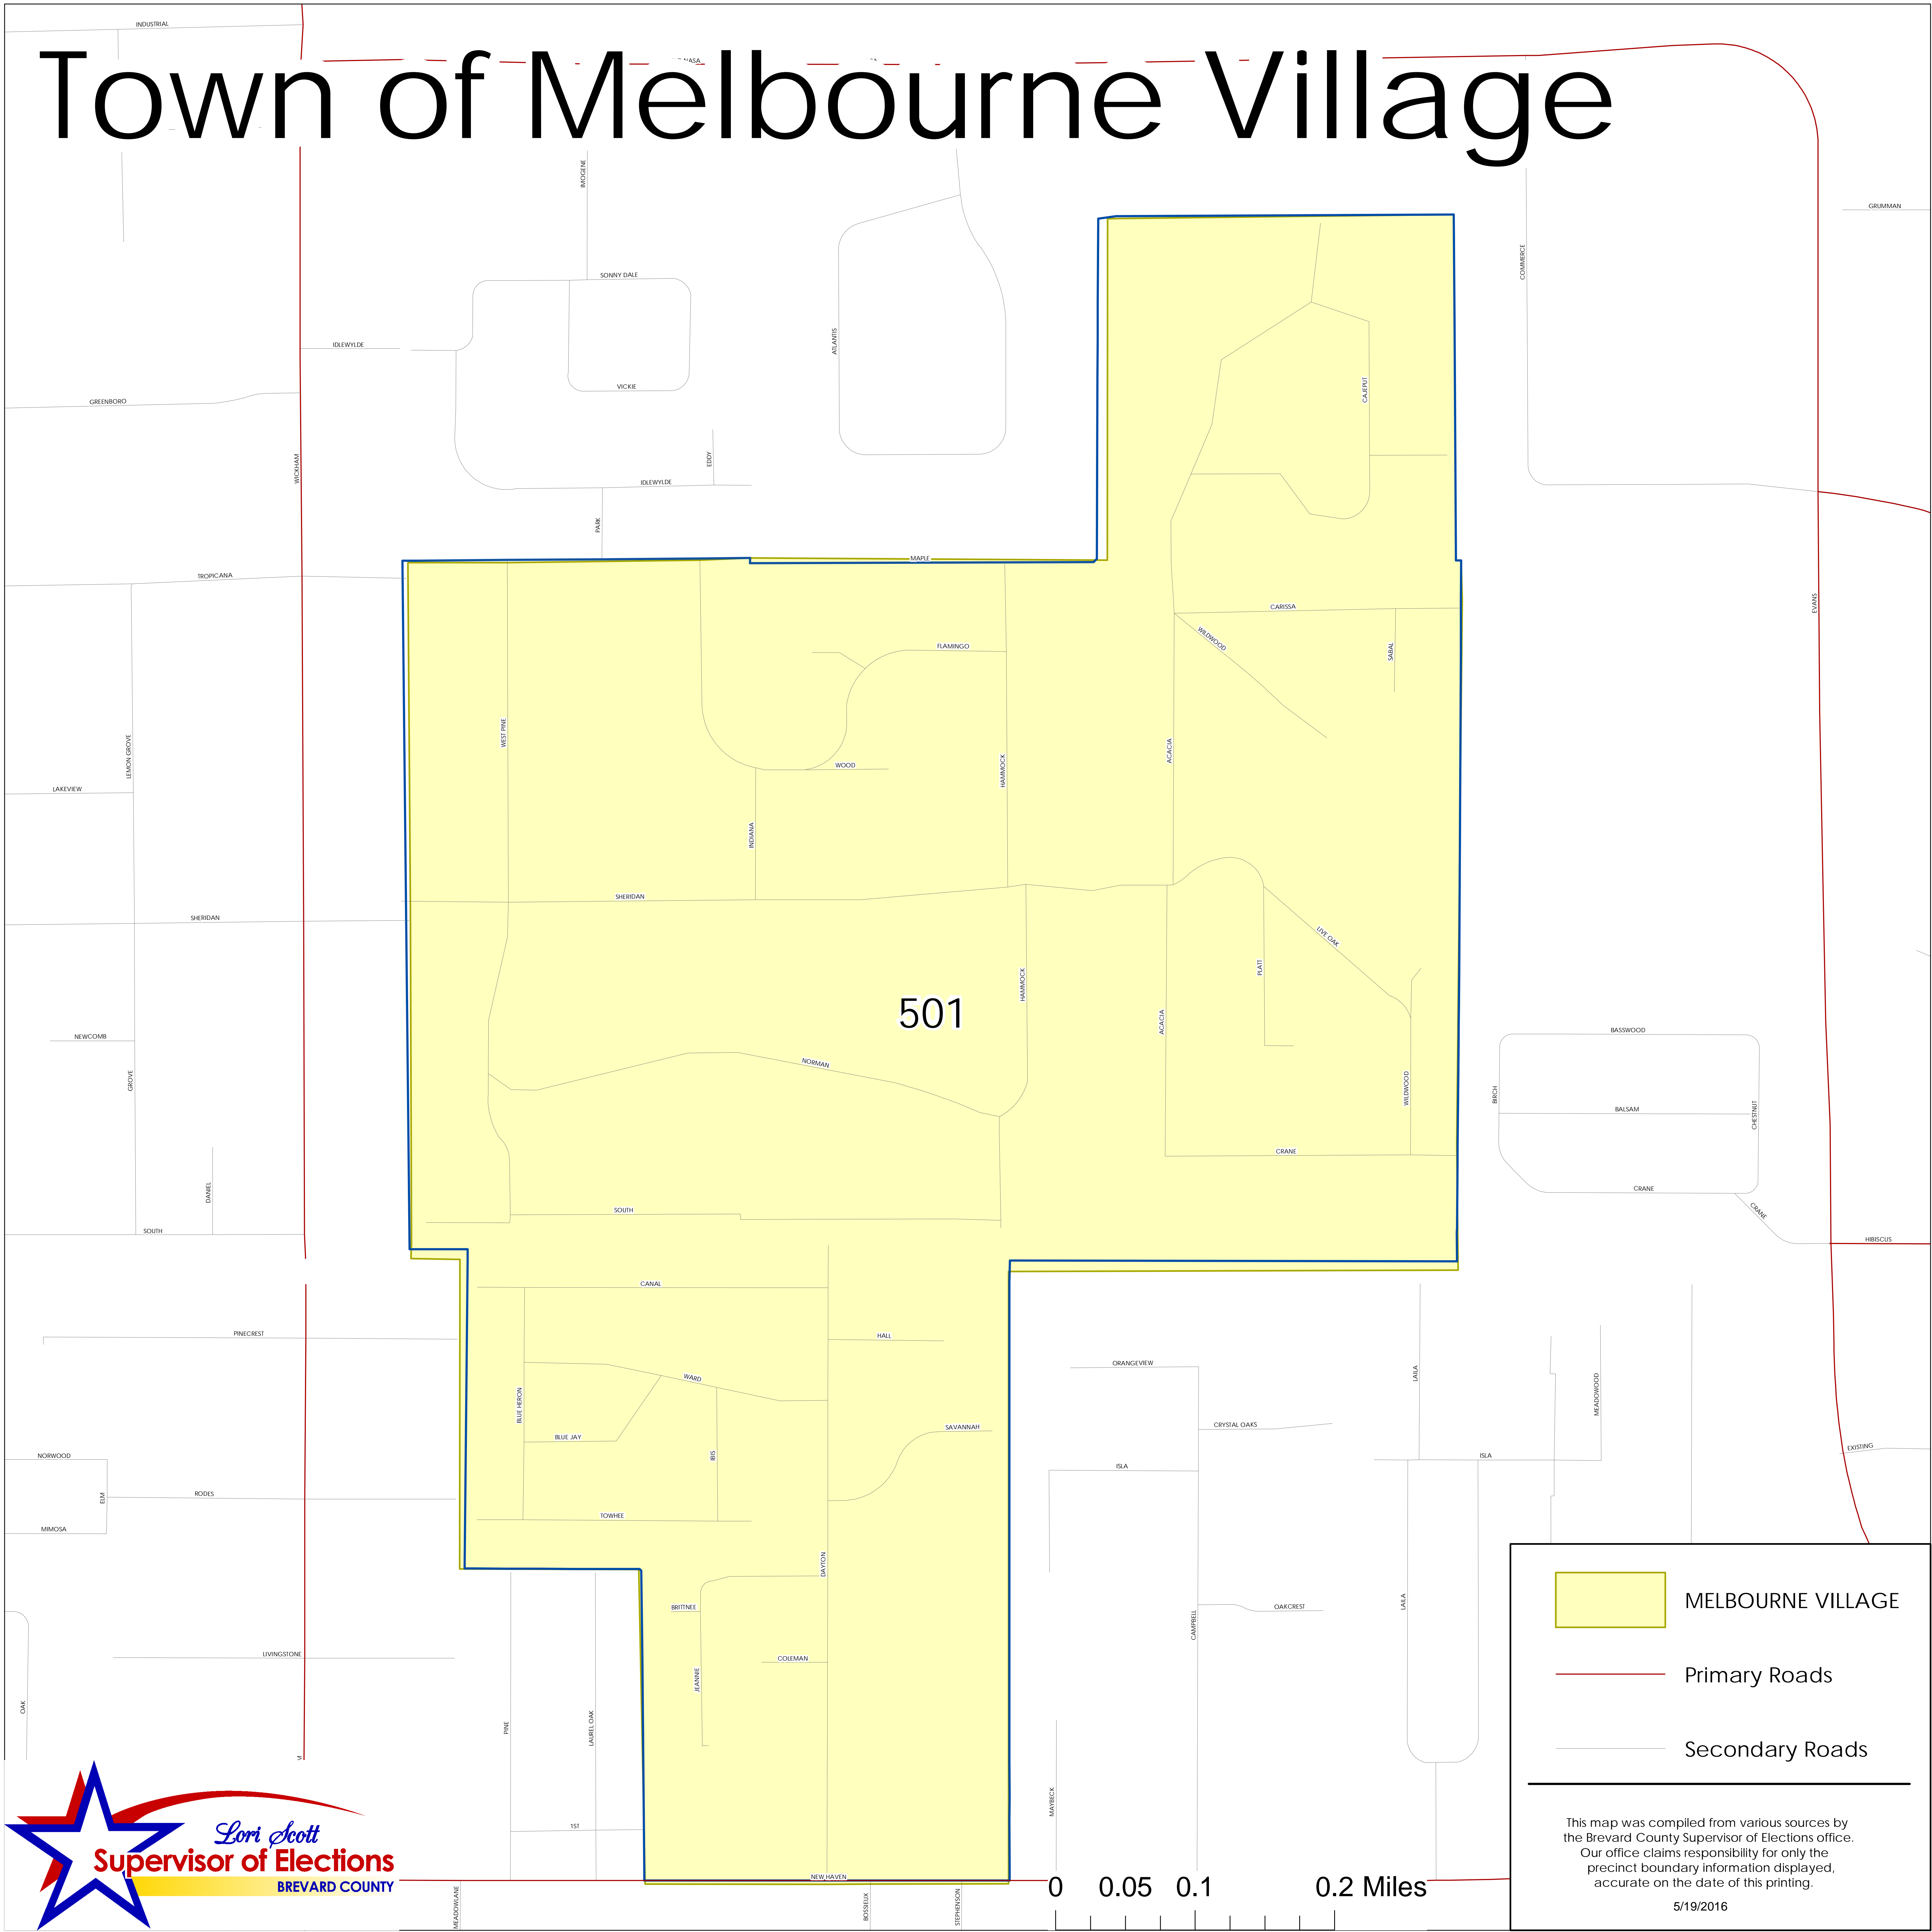 INDUSTRIAL
Town of Melbourne Village
NASA
IMOGENE
GRUMMAN
COMMERCE
SONNY DALE
ATLANTIS
IDLEWYLDE
VICKIE
CAJEPUT
GREENBORO
EDDY
WICKHAM
IDLEWYLDE
PARK
MAPLE
TROPICANA
EVANS
CARISSA
WILDWOOD
FLAMINGO
SABAL
WEST PINE
LEMON GROVE
ACACIA
HAMMOCK
WOOD
LAKEVIEW
INDIANA
SHERIDAN
SHERIDAN
LIVE OAK
PLATT
HAMMOCK
501
ACACIA
BASSWOOD
NEWCOMB
NORMAN
GROVE
WILDWOOD
BIRCH
BALSAM
CHESTNUT
CRANE
DANIEL
CRANE
SOUTH
CRANE
SOUTH
HIBISCUS
CANAL
PINECREST
HALL
ORANGEVIEW
LAILA
WARD
MEADOWOOD
BLUE HERON
CRYSTAL OAKS
SAVANNAH
BLUE JAY
IBIS
EXISTING
NORWOOD
ISLA
ISLA
RODES
ELM
TOWHEE
MIMOSA
DAYTON
MELBOURNE VILLAGE
LAILA
BRITTNEE
OAKCREST
CAMPBELL
LIVINGSTONE
COLEMAN
JEANNIE
Primary Roads
OAK
PINE
LAUREL OAK
Secondary Roads
MAYBECK
This map was compiled from various sources by
the Brevard County Supervisor of Elections office.
Our office claims responsibility for only the
precinct boundary information displayed,
accurate on the date of this printing.
5/19/2016
1ST
Lori Scott
Supervisor of Elections
BREVARD COUNTY
NEW HAVEN
0 0.05 0.1 0.2 Miles
MEADOWLANE
BOSSIEUX
STEPHENSON